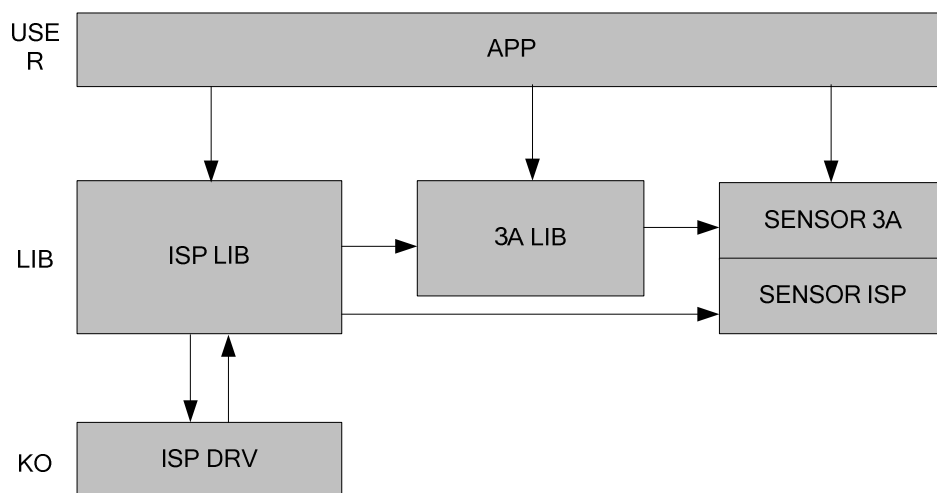 USE
R
APP
LIB
ISP LIB
3A LIB
SENSOR 3A
SENSOR ISP
KO
ISP DRV